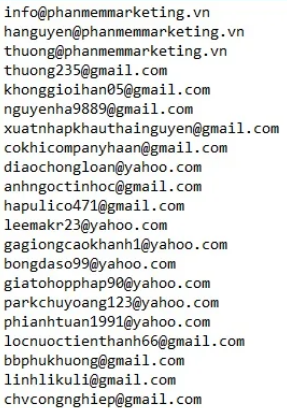 info@phanmemmarketing.vn
hanguyen@phanmemmarketing.vn
thuong@phanmemmarketing.vn
thuong235@gmail.com
khonggioihan05@gmail.com
nguyenha9889@gmail.com
xuatnhapkhauthainguyen@gmail.com
cokhicompanyhaan@gmail.com
diaochongloan@yahoo.com
anhngoctinhoc@gmail.com
hapulico471@gmail.com
leemakr23@yahoo.com
gagiongcaokhanh1@yahoo.com
bongdaso99@yahoo.com
giatohopphap90@yahoo.com
parkchuyoang123@yahoo.com
phianhtuan1991@yahoo.com
locnuoctienthanh66@gmail.com
bbphukhuong@gmail.com
linhlikuli@gmail.com
chvcongnghiep@gmail.com